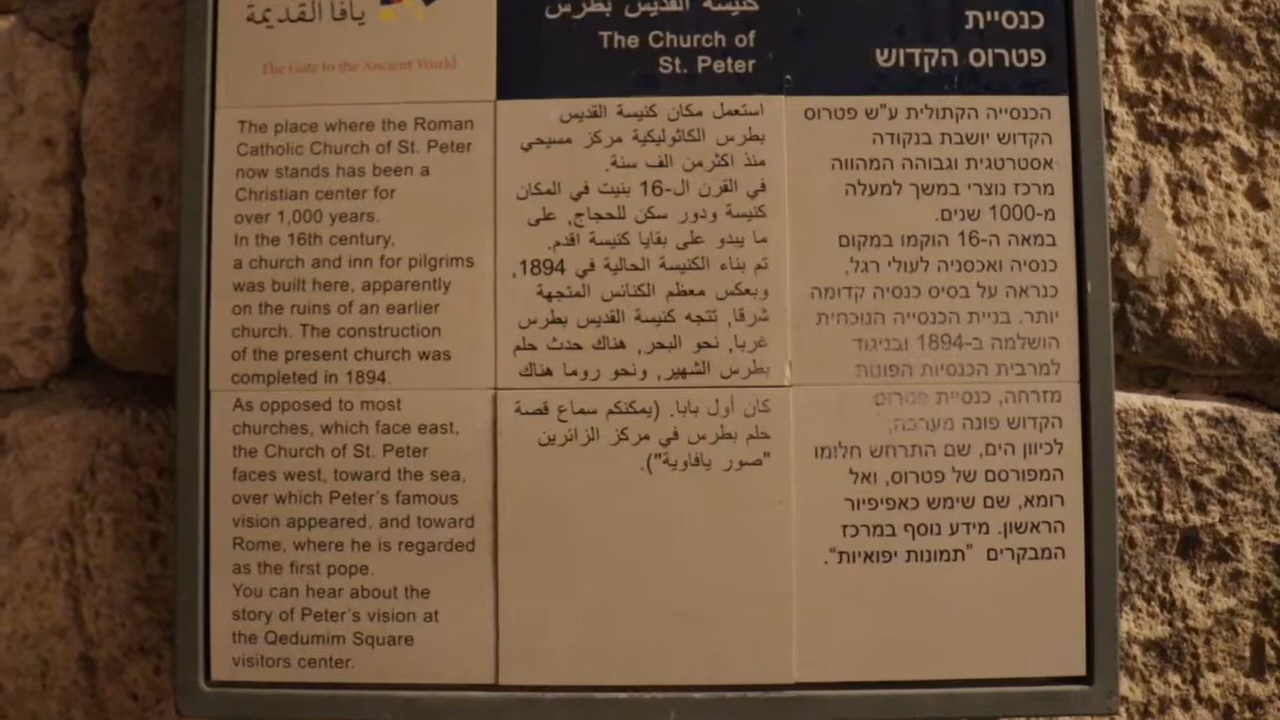 يافا القديمة
The Gate to the Ancient World
كنيسة القديس بطرس
The Church of
St. Peter
כנסיית
פטרוס הקדוש
The place where the Roman
Catholic Church of St. Peter
now stands has been a
Christian center for
over 1,000 years.
In the 16th century,
a church and inn for pilgrims
was built here, apparently
on the ruins of an earlier
church. The construction
of the present church was
completed in 1894.
As opposed to most
churches, which face east,
the Church of St. Peter
faces west, toward the sea,
over which Peter's famous
vision appeared, and toward
Rome, where he is regarded
as the first pope.
You can hear about the
story of Peter's vision at
the Qedumim Square
visitors center.
استعمل مكان كنيسة القديس
بطرس الكاثوليكية مركز مسيحي
منذ اكثرمن الف سنة.
في القرن ال-16 بنيت في المكان
كنيسة ودور سكن للحجاج, على
ما يبدو على بقايا كنيسة اقدم.
تم بناء الكنيسة الحالية في 1894,
وبعكس معظم الكنائس المتجهة
شرقا, تتجه كنيسة القديس بطرس
غربا, نحو البحر, هناك حدث حلم
بطرس الشهير, ونحو روما هناك
كان أول بابا. (يمكنكم سماع قصة
حلم بطرس في مركز الزائرين
"صور يافاوية").
הכנסייה הקתולית ע"ש פטרוס
הקדוש יושבת בנקודה
אסטרטגית וגבוהה המהווה
מרכז נוצרי במשך למעלה
מ-1000 שנים.
במאה ה-16 הוקמו במקום
כנסיה ואכסניה לעולי רגל,
כנראה על בסיס כנסיה קדומה
יותר. בניית הכנסייה הנוכחית
הושלמה ב-1894 ובניגוד
למרבית הכנסיות הפונות
מזרחה, כנסיית פטרוס
הקדוש פונה מערבה,
לכיוון הים, שם התרחש חלומו
המפורסם של פטרוס, ואל
רומא, שם שימש כאפיפיור
הראשון. מידע נוסף במרכז
המבקרים "תמונות יפואיות".